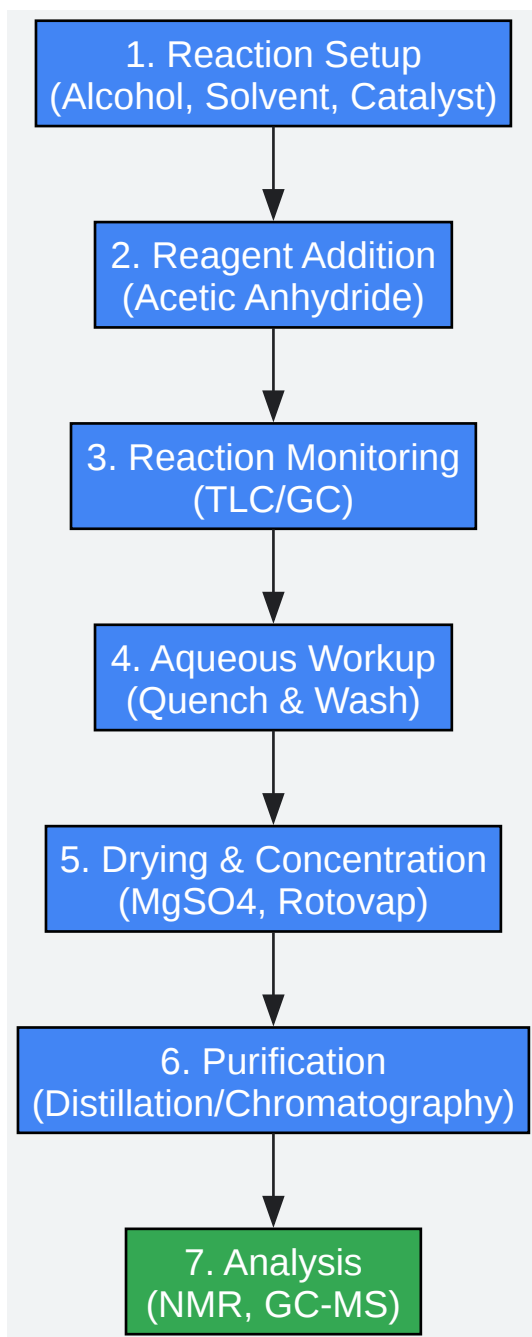 1. Reaction Setup
(Alcohol, Solvent, Catalyst)
2. Reagent Addition
(Acetic Anhydride)
3. Reaction Monitoring
(TLC/GC)
4. Aqueous Workup
(Quench & Wash)
5. Drying & Concentration
(MgSO4, Rotovap)
6. Purification
(Distillation/Chromatography)
7. Analysis
(NMR, GC-MS)